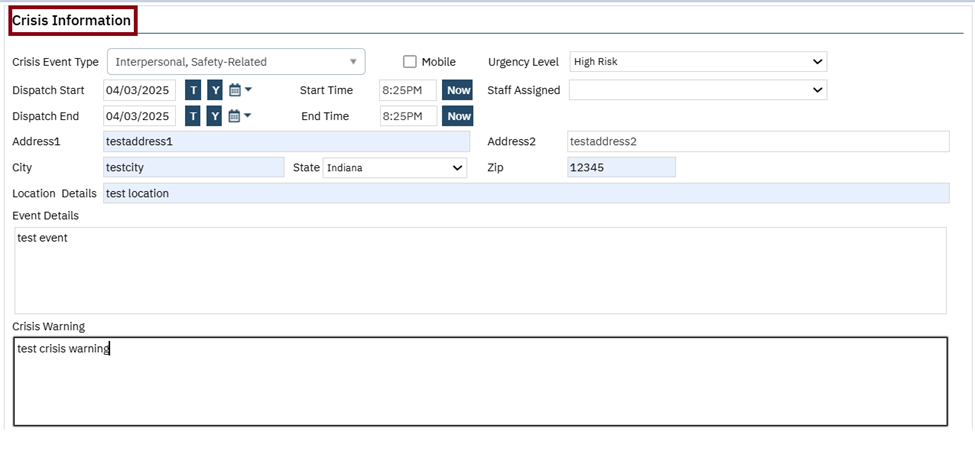 Crisis Information
Crisis Event Type Interpersonal, Safety-Related Mobile Urgency Level High Risk
Dispatch Start 04/03/2025 T Y Start Time 8:25PM Now Staff Assigned
Dispatch End 04/03/2025 T Y End Time 8:25PM Now
Address1 testaddress1 Address2 testaddress2
City testcity State Indiana Zip 12345
Location Details test location
Event Details
test event
Crisis Warning
test crisis warning